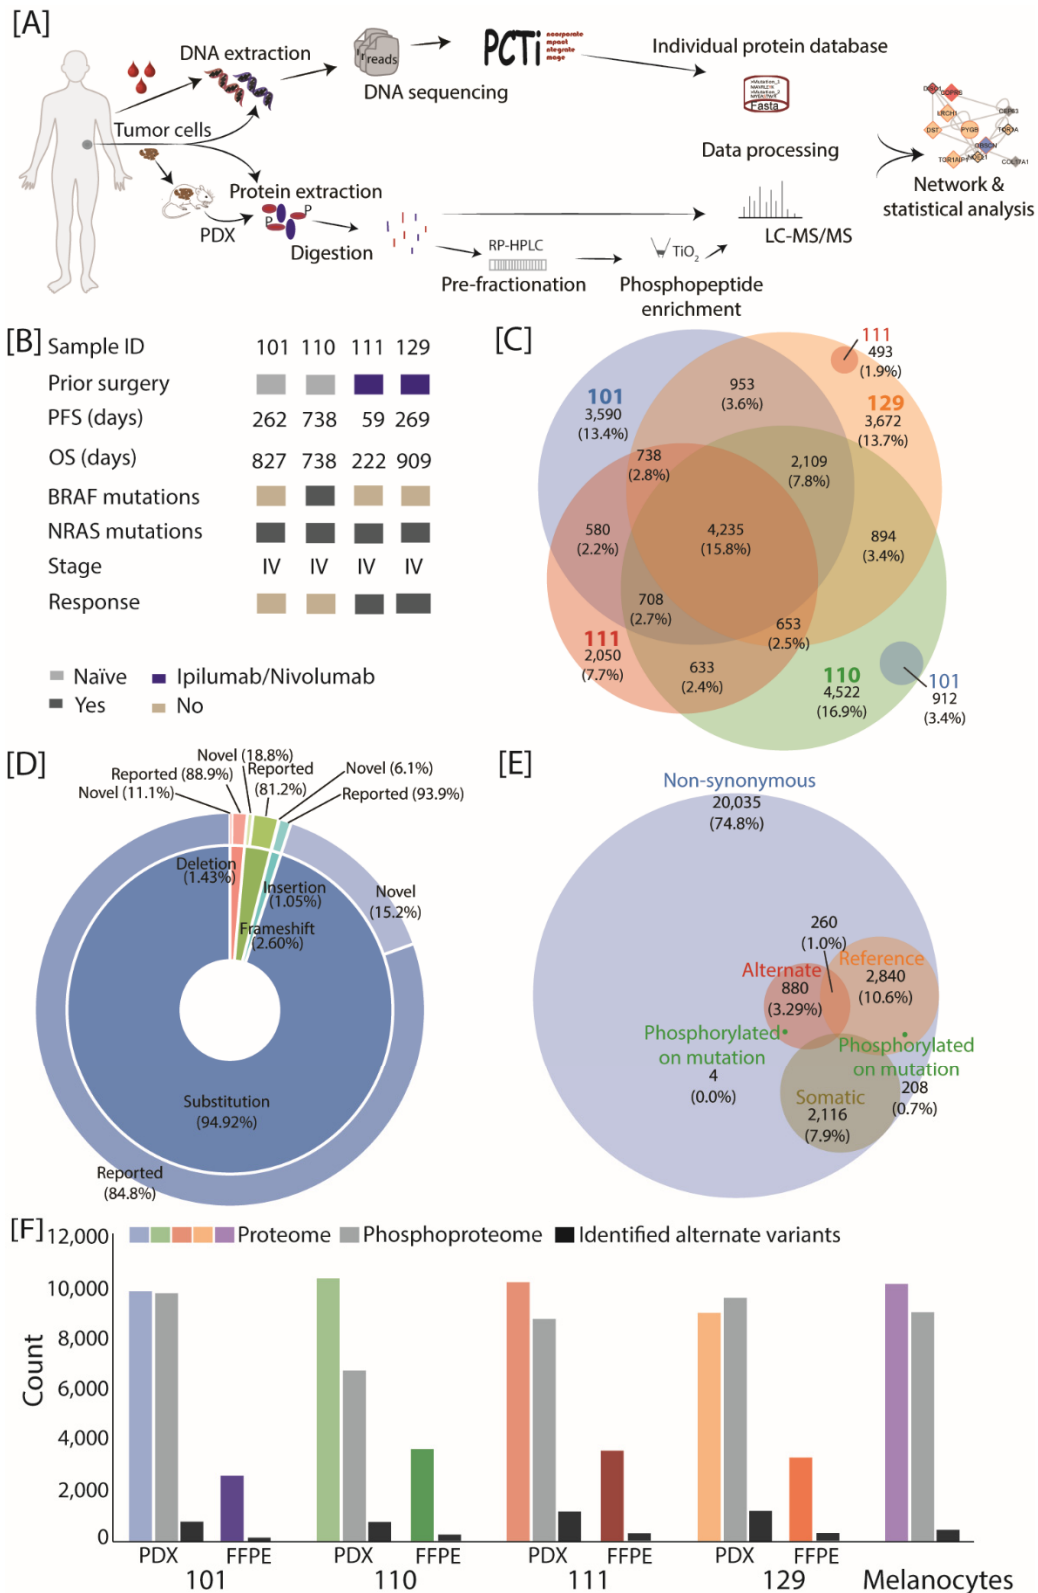 [A]
DNA extraction
reads
DNA sequencing
PCTi
Individual protein database
Fasta
Tumor cells
Data processing
Protein extraction
P
P
PDX
Digestion
RP-HPLC
Pre-fractionation
TiO2
Phosphopeptide
enrichment
LC-MS/MS
DST
PYGB
Network &
statistical analysis
[B]
Sample ID 101 110 111 129
Prior surgery
PFS (days) 262 738 59 269
OS (days) 827 738 222 909
BRAF mutations
NRAS mutations
Stage IV IV IV IV
Response
Naïve Ipilumab/Nivolumab
Yes No
[C]
111
493
(1.9%)
953
(3.6%)
101
3,590
(13.4%)
129
3,672
(13.7%)
738
(2.8%)
2,109
(7.8%)
580
(2.2%)
4,235
(15.8%)
894
(3.4%)
708
(2.7%)
653
(2.5%)
111
2,050
(7.7%)
633
(2.4%)
110
4,522
(16.9%)
101
912
(3.4%)
[D]
Novel (18.8%)
Reported (88.9%)
Reported
(81.2%)
Novel (6.1%)
Novel (11.1%)
Reported (93.9%)
Deletion
(1.43%)
Insertion
(1.05%)
Frameshift
(2.60%)
Novel
(15.2%)
Substitution
(94.92%)
Reported
(84.8%)
[E]
Non-synonymous
20,035
(74.8%)
260
(1.0%)
Alternate
880
(3.29%)
Reference
2,840
(10.6%)
Phosphorylated
on mutation
4
(0.0%)
Phosphorylated
on mutation
208
(0.7%)
Somatic
2,116
(7.9%)
[F]
Proteome Phosphoproteome Identified alternate variants
12,000
10,000
8,000
6,000
4,000
2,000
0
Count
PDX FFPE PDX FFPE PDX FFPE PDX FFPE
101 110 111 129 Melanocytes